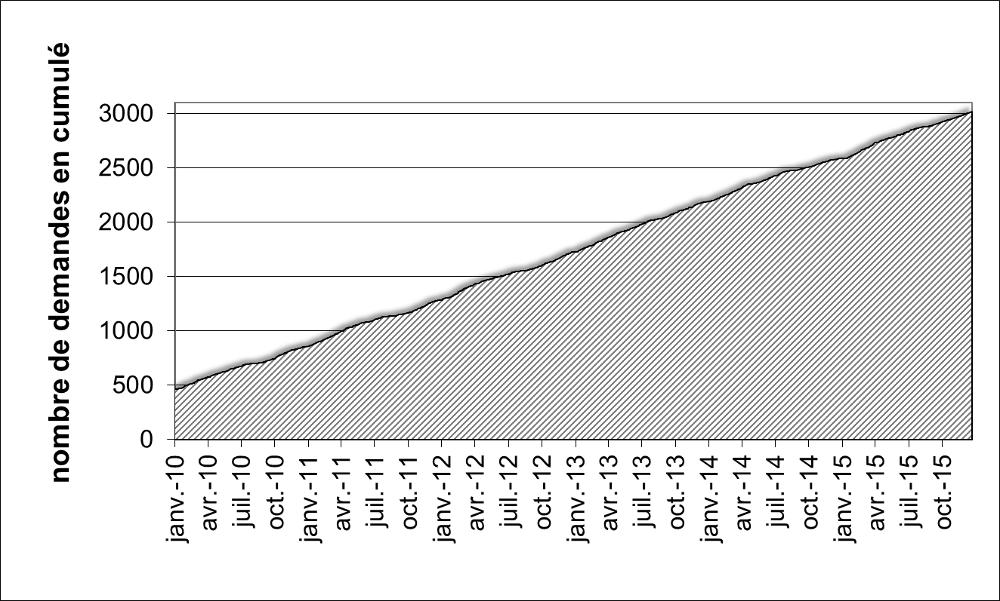 nombre de demandes en cumulé
3000
2500
2000
1500
1000
500
0
janv.-10
avr.-10
juil.-10
oct.-10
janv.-11
avr.-11
juil.-11
oct.-11
janv.-12
avr.-12
juil.-12
oct.-12
janv.-13
avr.-13
juil.-13
oct.-13
janv.-14
avr.-14
juil.-14
oct.-14
janv.-15
avr.-15
juil.-15
oct.-15